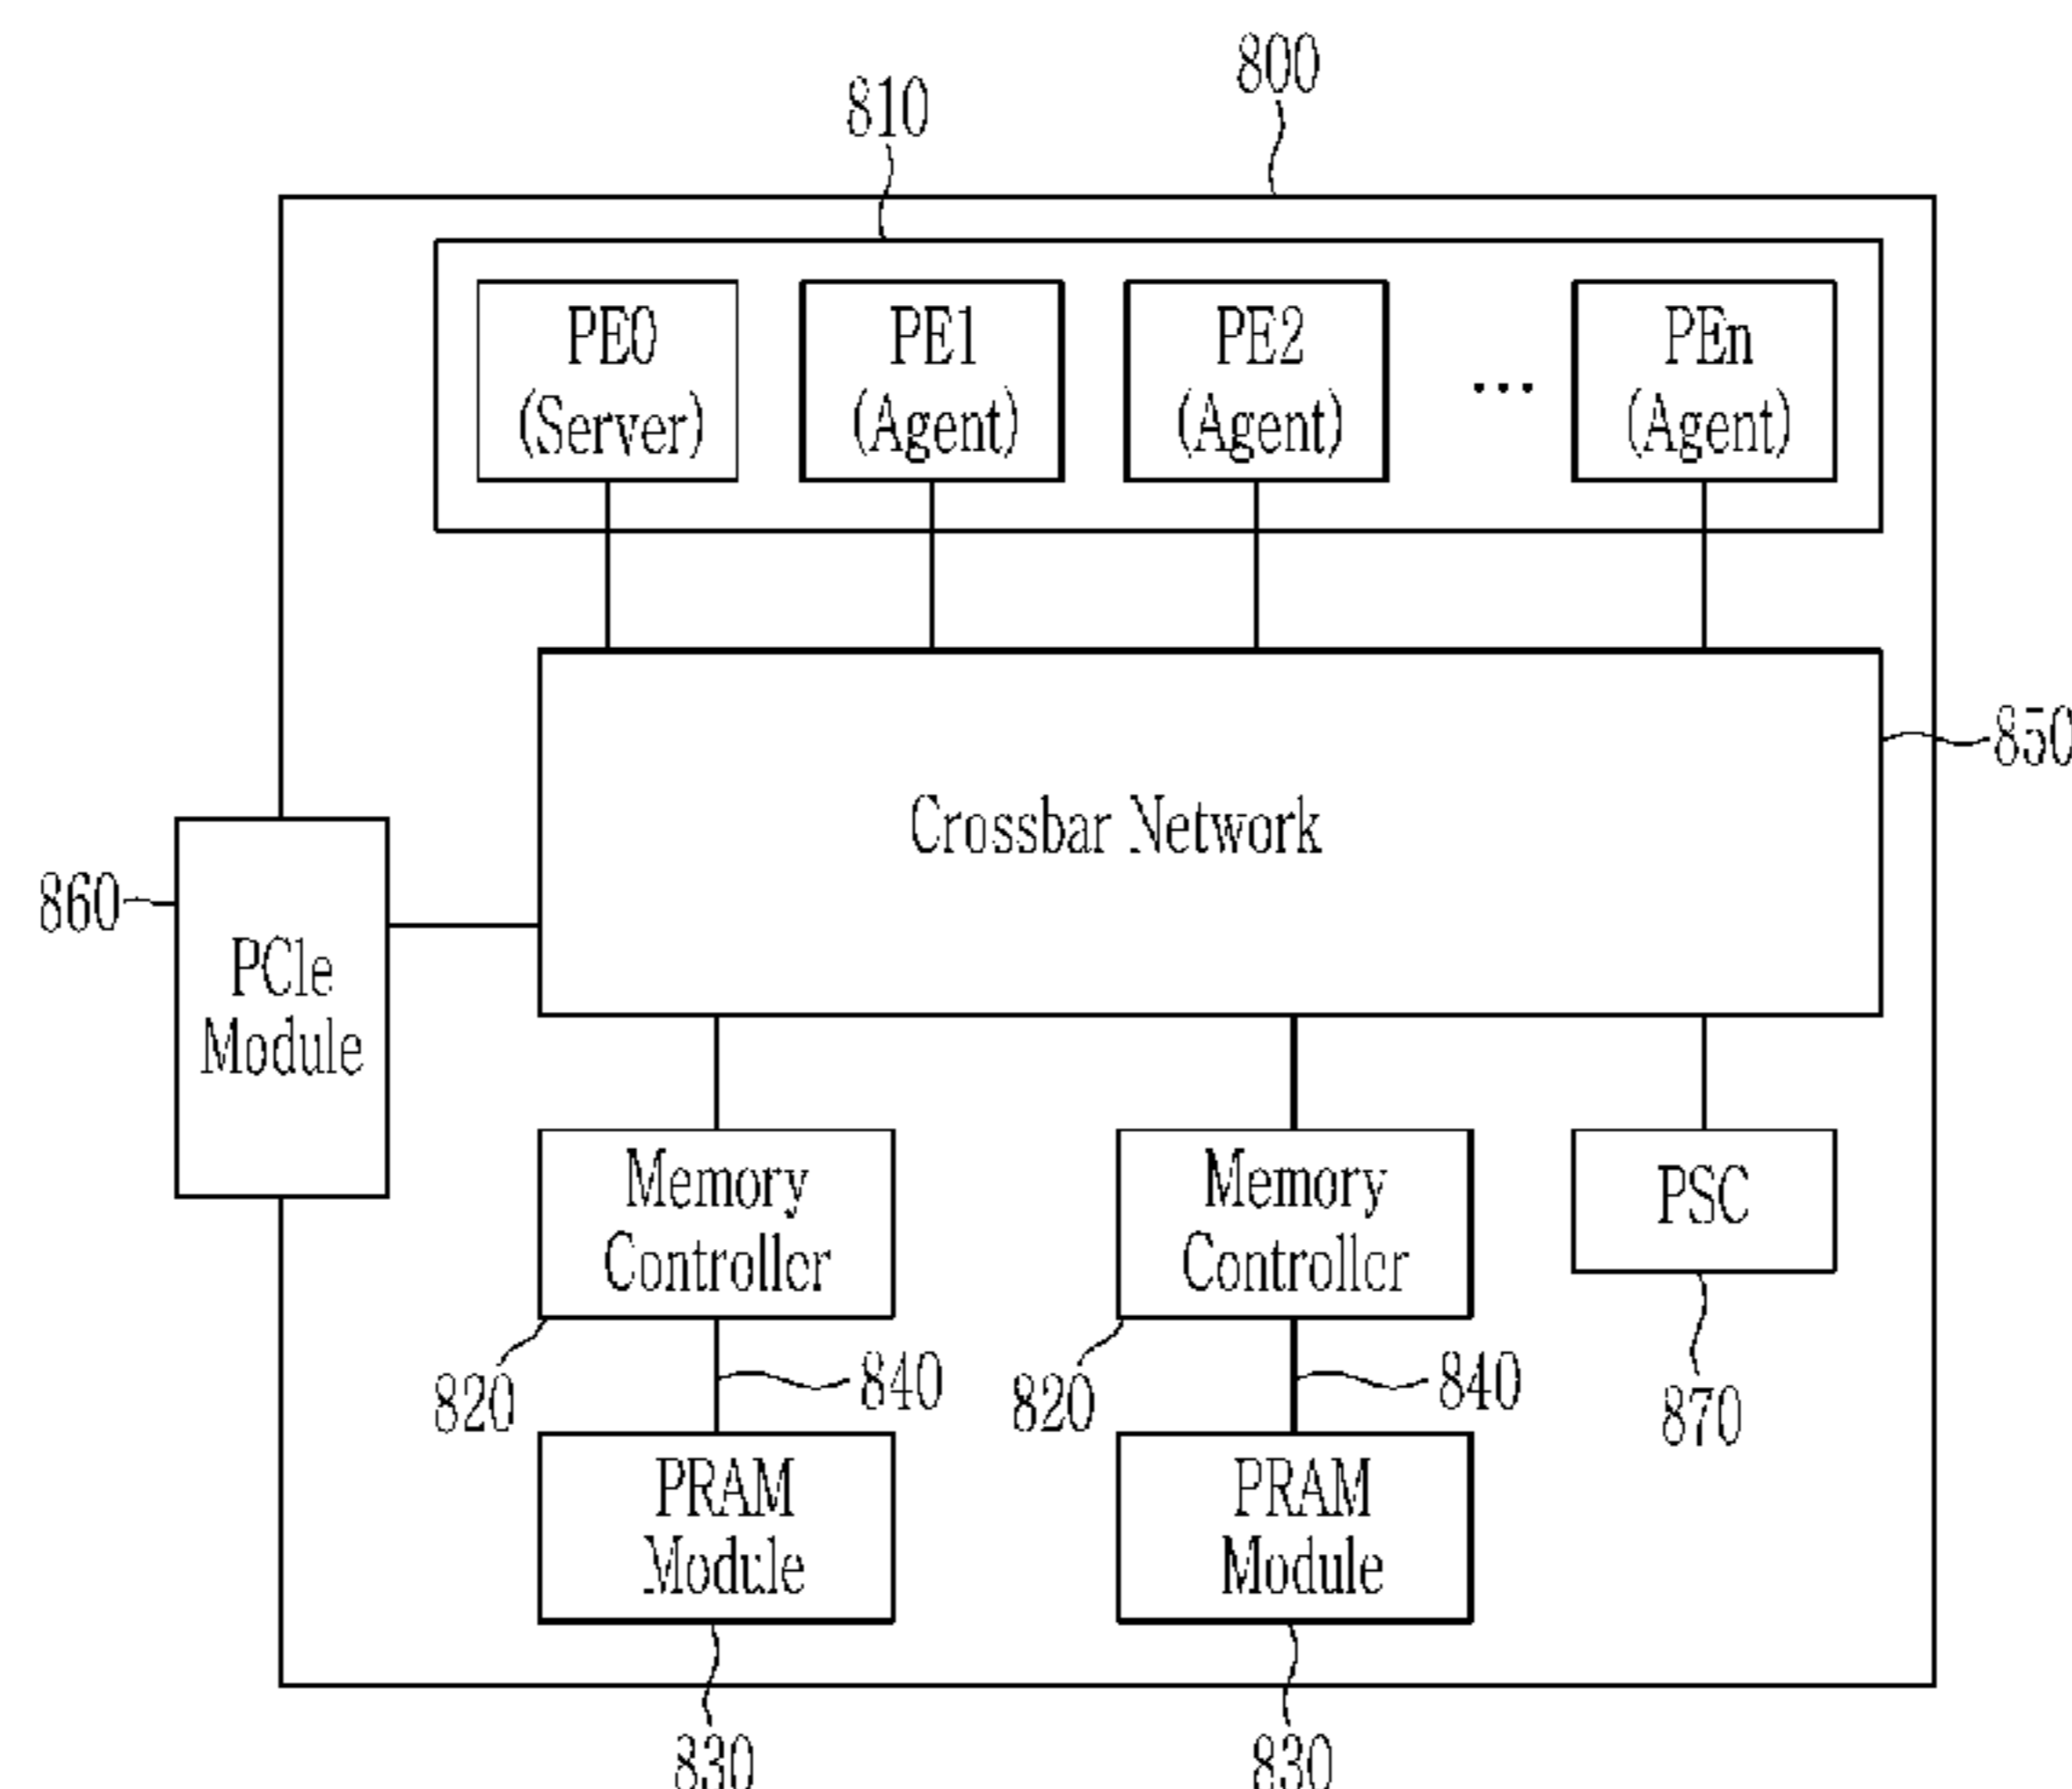 800
810
PE0
(Server)
PE1
(Agent)
PE2
(Agent)
...
PEn
(Agent)
850
Crossbar Network
860
PCIe
Module
Memory
Controller
Memory
Controller
PSC
820
840
820
840
870
PRAM
Module
PRAM
Module
830
830